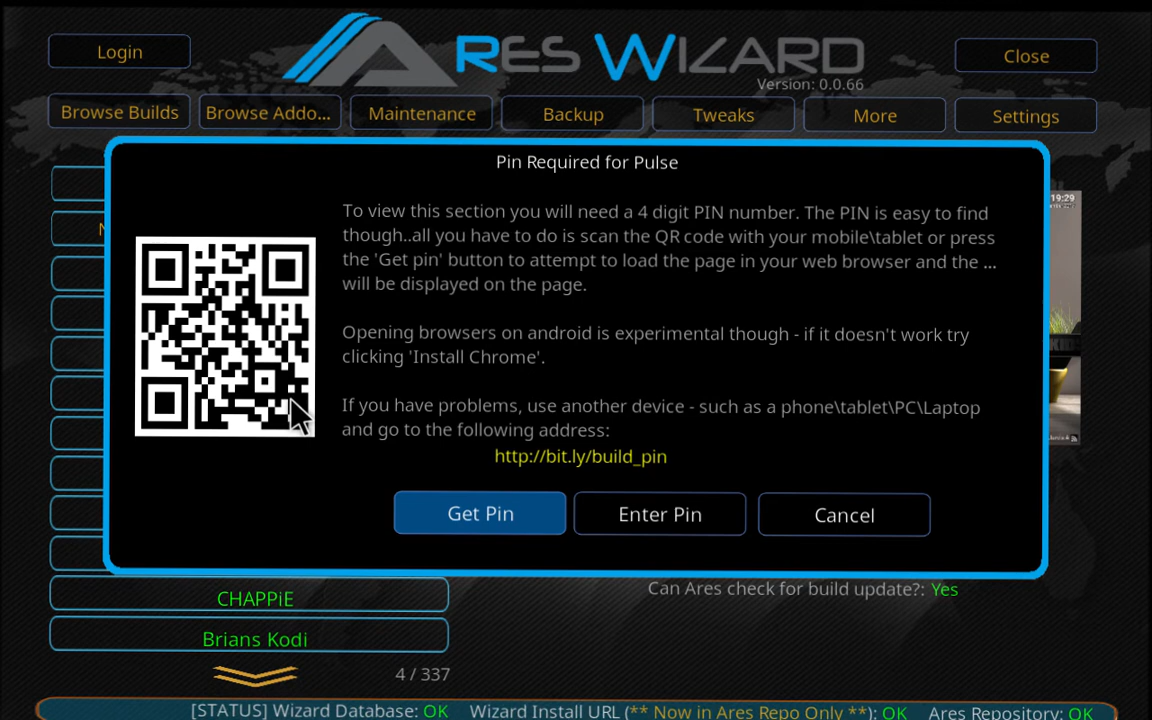 Login
ARES WIZARD
Version: 0.0.66
Close
Browse Builds
Browse Addo...
Maintenance
Backup
Tweaks
More
Settings
Pin Required for Pulse
19:29
To view this section you will need a 4 digit PIN number. The PIN is easy to find
though..all you have to do is scan the QR code with your mobile\tablet or press
the 'Get pin' button to attempt to load the page in your web browser and the ...
will be displayed on the page.
Opening browsers on android is experimental though - if it doesn't work try
clicking 'Install Chrome'.
If you have problems, use another device - such as a phone\tablet\PC\Laptop
and go to the following address:
http://bit.ly/build_pin
Get Pin
Enter Pin
Cancel
Can Ares check for build update?: Yes
CHAPPiE
Brians Kodi
4 / 337
[STATUS] Wizard Database: OK Wizard Install URL (** Now in Ares Repo Only **): OK Ares Repository: OK